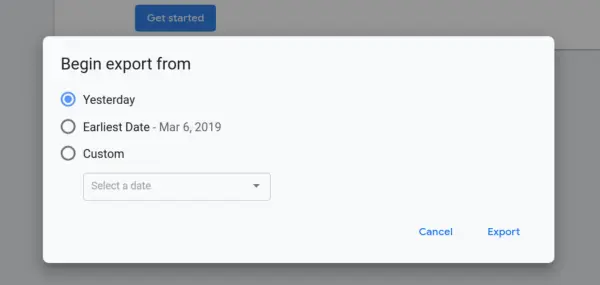 Get started
Begin export from
Yesterday
Earliest Date - Mar 6, 2019
Custom
Select a date
Cancel Export